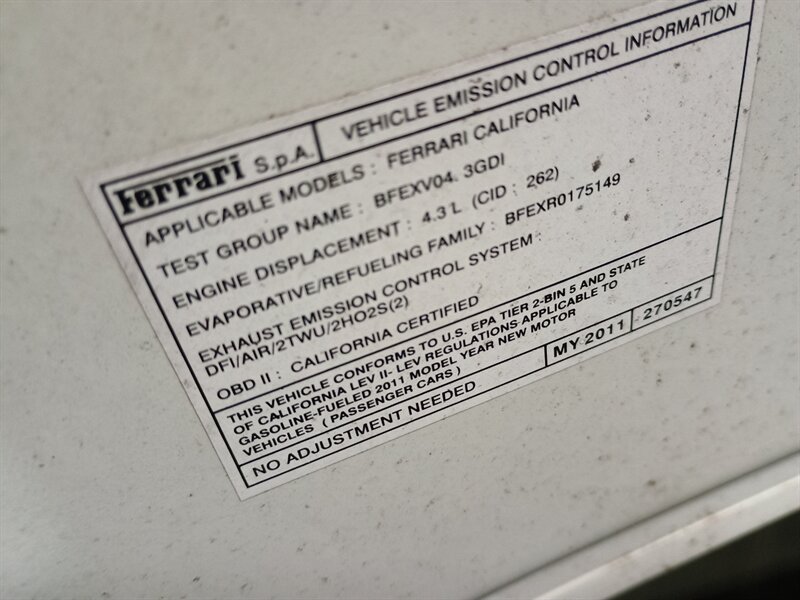 Ferrari S.p.A. VEHICLE EMISSION CONTROL INFORMATION
APPLICABLE MODELS : FERRARI CALIFORNIA
TEST GROUP NAME : BFEXV04. 3GDI
ENGINE DISPLACEMENT : 4.3 L (CID : 262)
EVAPORATIVE/REFUELING FAMILY : BFEXR0175149
EXHAUST EMISSION CONTROL SYSTEM :
DFI/AIR/2TWU/2HO2S(2)
OBD II : CALIFORNIA CERTIFIED
THIS VEHICLE CONFORMS TO U.S. EPA TIER 2-BIN 5 AND STATE
OF CALIFORNIA LEV II- LEV REGULATIONS APPLICABLE TO
GASOLINE-FUELED 2011 MODEL YEAR NEW MOTOR
VEHICLES ( PASSENGER CARS )
NO ADJUSTMENT NEEDED MY 2011 270547